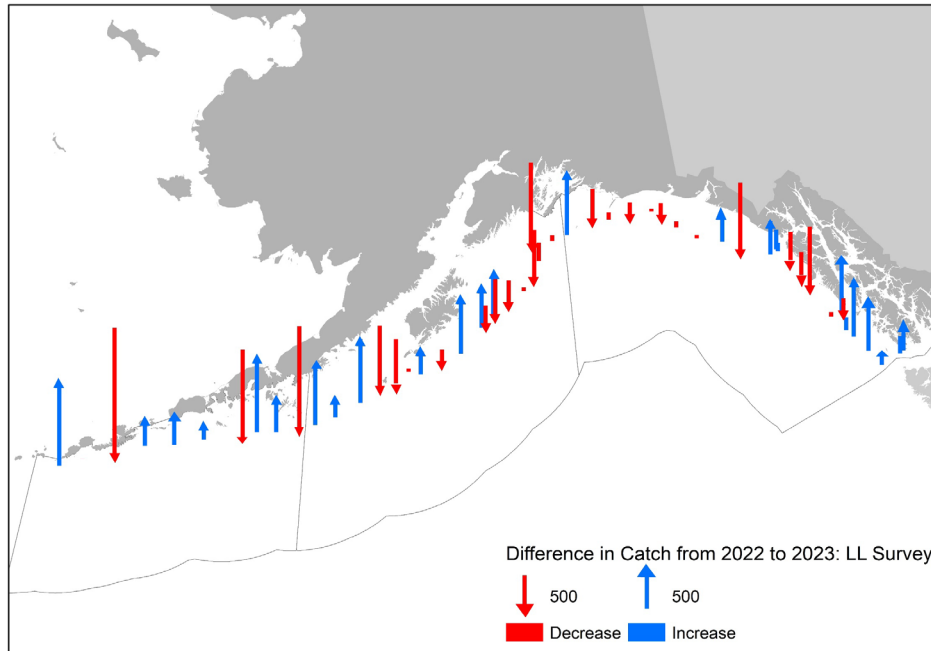 Difference in Catch from 2022 to 2023: LL Survey
500 500
Decrease Increase